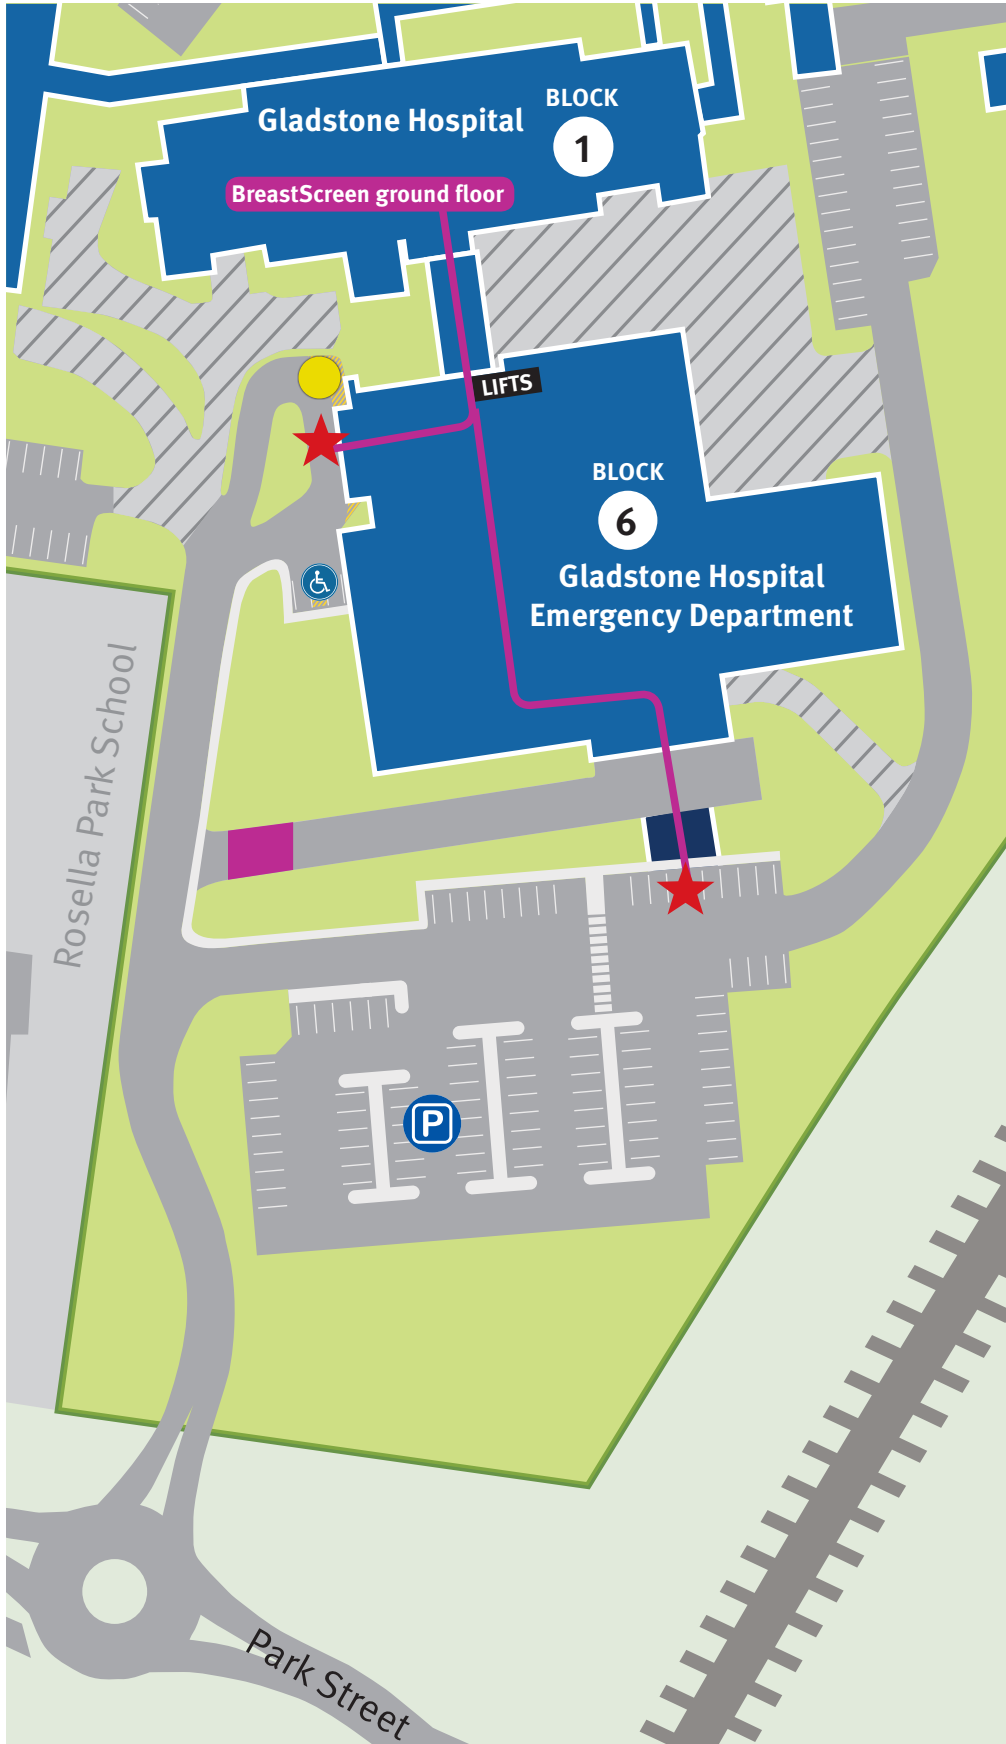 Gladstone Hospital
BLOCK
1
BreastScreen ground floor
LIFTS
BLOCK
6
Gladstone Hospital
Emergency Department
Rosella Park School
P
Park Street